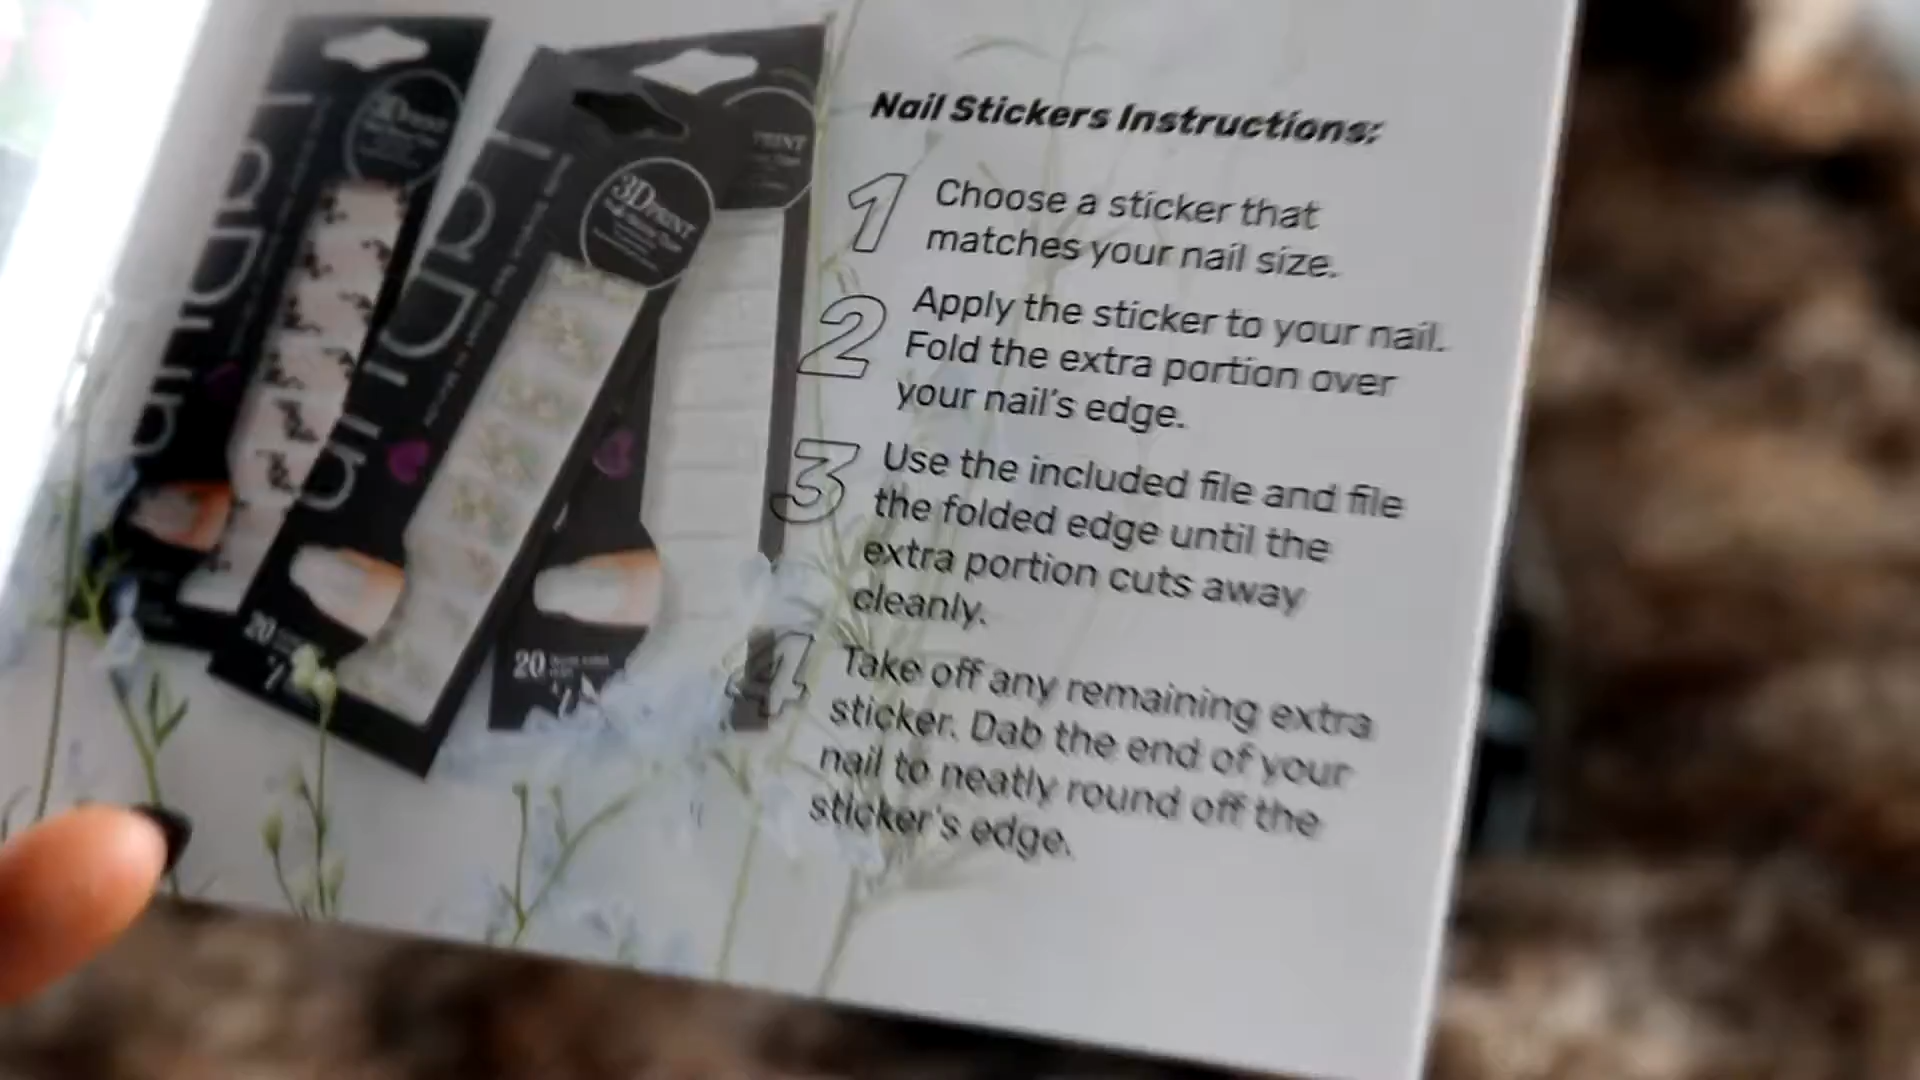 3D PRINT
PRINT
20
20
Nail Stickers Instructions:
1 Choose a sticker that
matches your nail size.
2 Apply the sticker to your nail.
Fold the extra portion over
your nail's edge.
3 Use the included file and file
the folded edge until the
extra portion cuts away
cleanly.
4 Take off any remaining extra
sticker. Dab the end of your
nail to neatly round off the
sticker's edge.